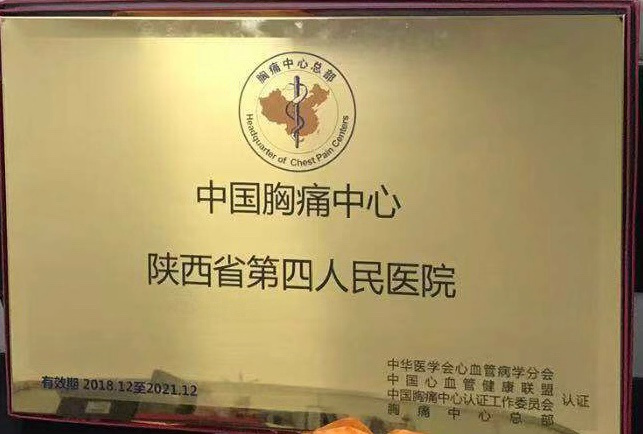 胸痛中心总部
Headquarter of Chest Pain Centers
中国胸痛中心
陕西省第四人民医院
有效期 2018.12至2021.12
中华医学会心血管病学分会
中国心血管健康联盟
中国胸痛中心认证工作委员会 认证
胸痛中心总部